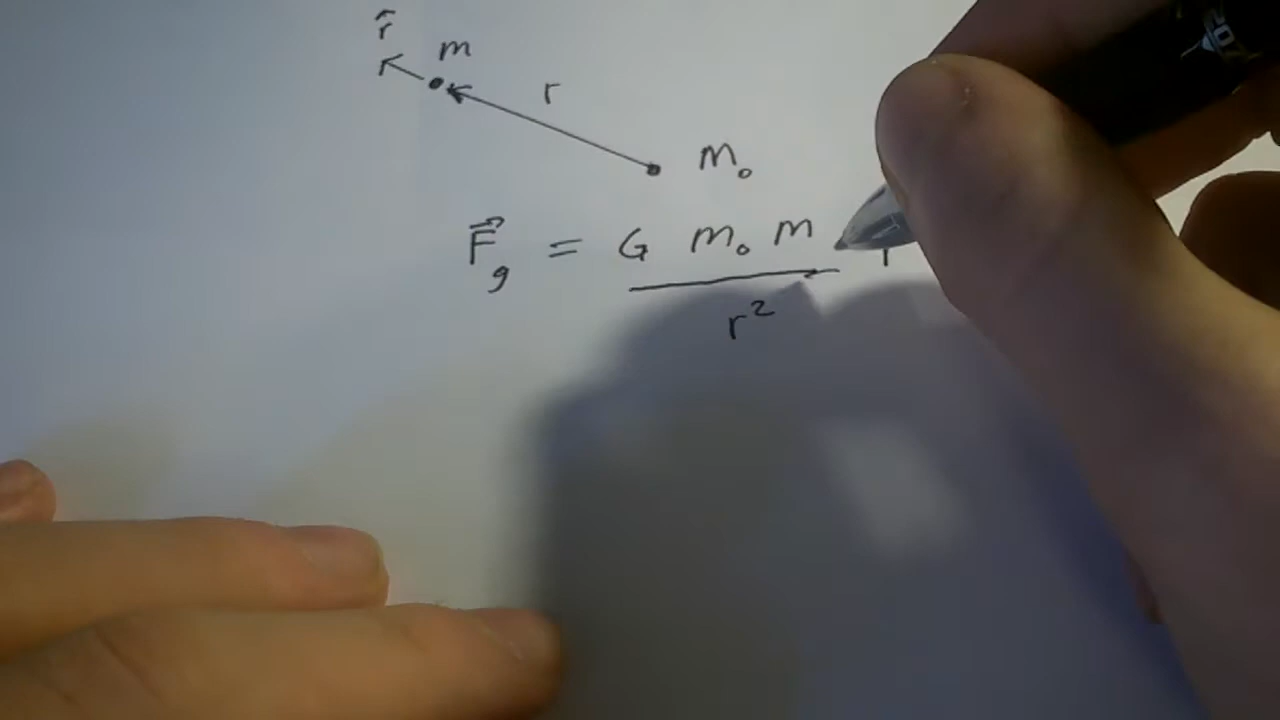 r̂
m
r
m₀
F⃗g = G m₀ m
r²